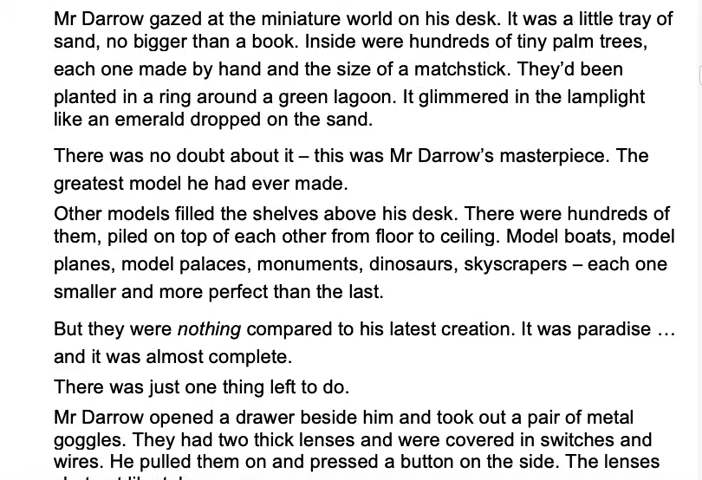 Mr Darrow gazed at the miniature world on his desk. It was a little tray of
sand, no bigger than a book. Inside were hundreds of tiny palm trees,
each one made by hand and the size of a matchstick. They’d been
planted in a ring around a green lagoon. It glimmered in the lamplight
like an emerald dropped on the sand.
There was no doubt about it – this was Mr Darrow’s masterpiece. The
greatest model he had ever made.
Other models filled the shelves above his desk. There were hundreds of
them, piled on top of each other from floor to ceiling. Model boats, model
planes, model palaces, monuments, dinosaurs, skyscrapers – each one
smaller and more perfect than the last.
But they were nothing compared to his latest creation. It was paradise …
and it was almost complete.
There was just one thing left to do.
Mr Darrow opened a drawer beside him and took out a pair of metal
goggles. They had two thick lenses and were covered in switches and
wires. He pulled them on and pressed a button on the side. The lenses